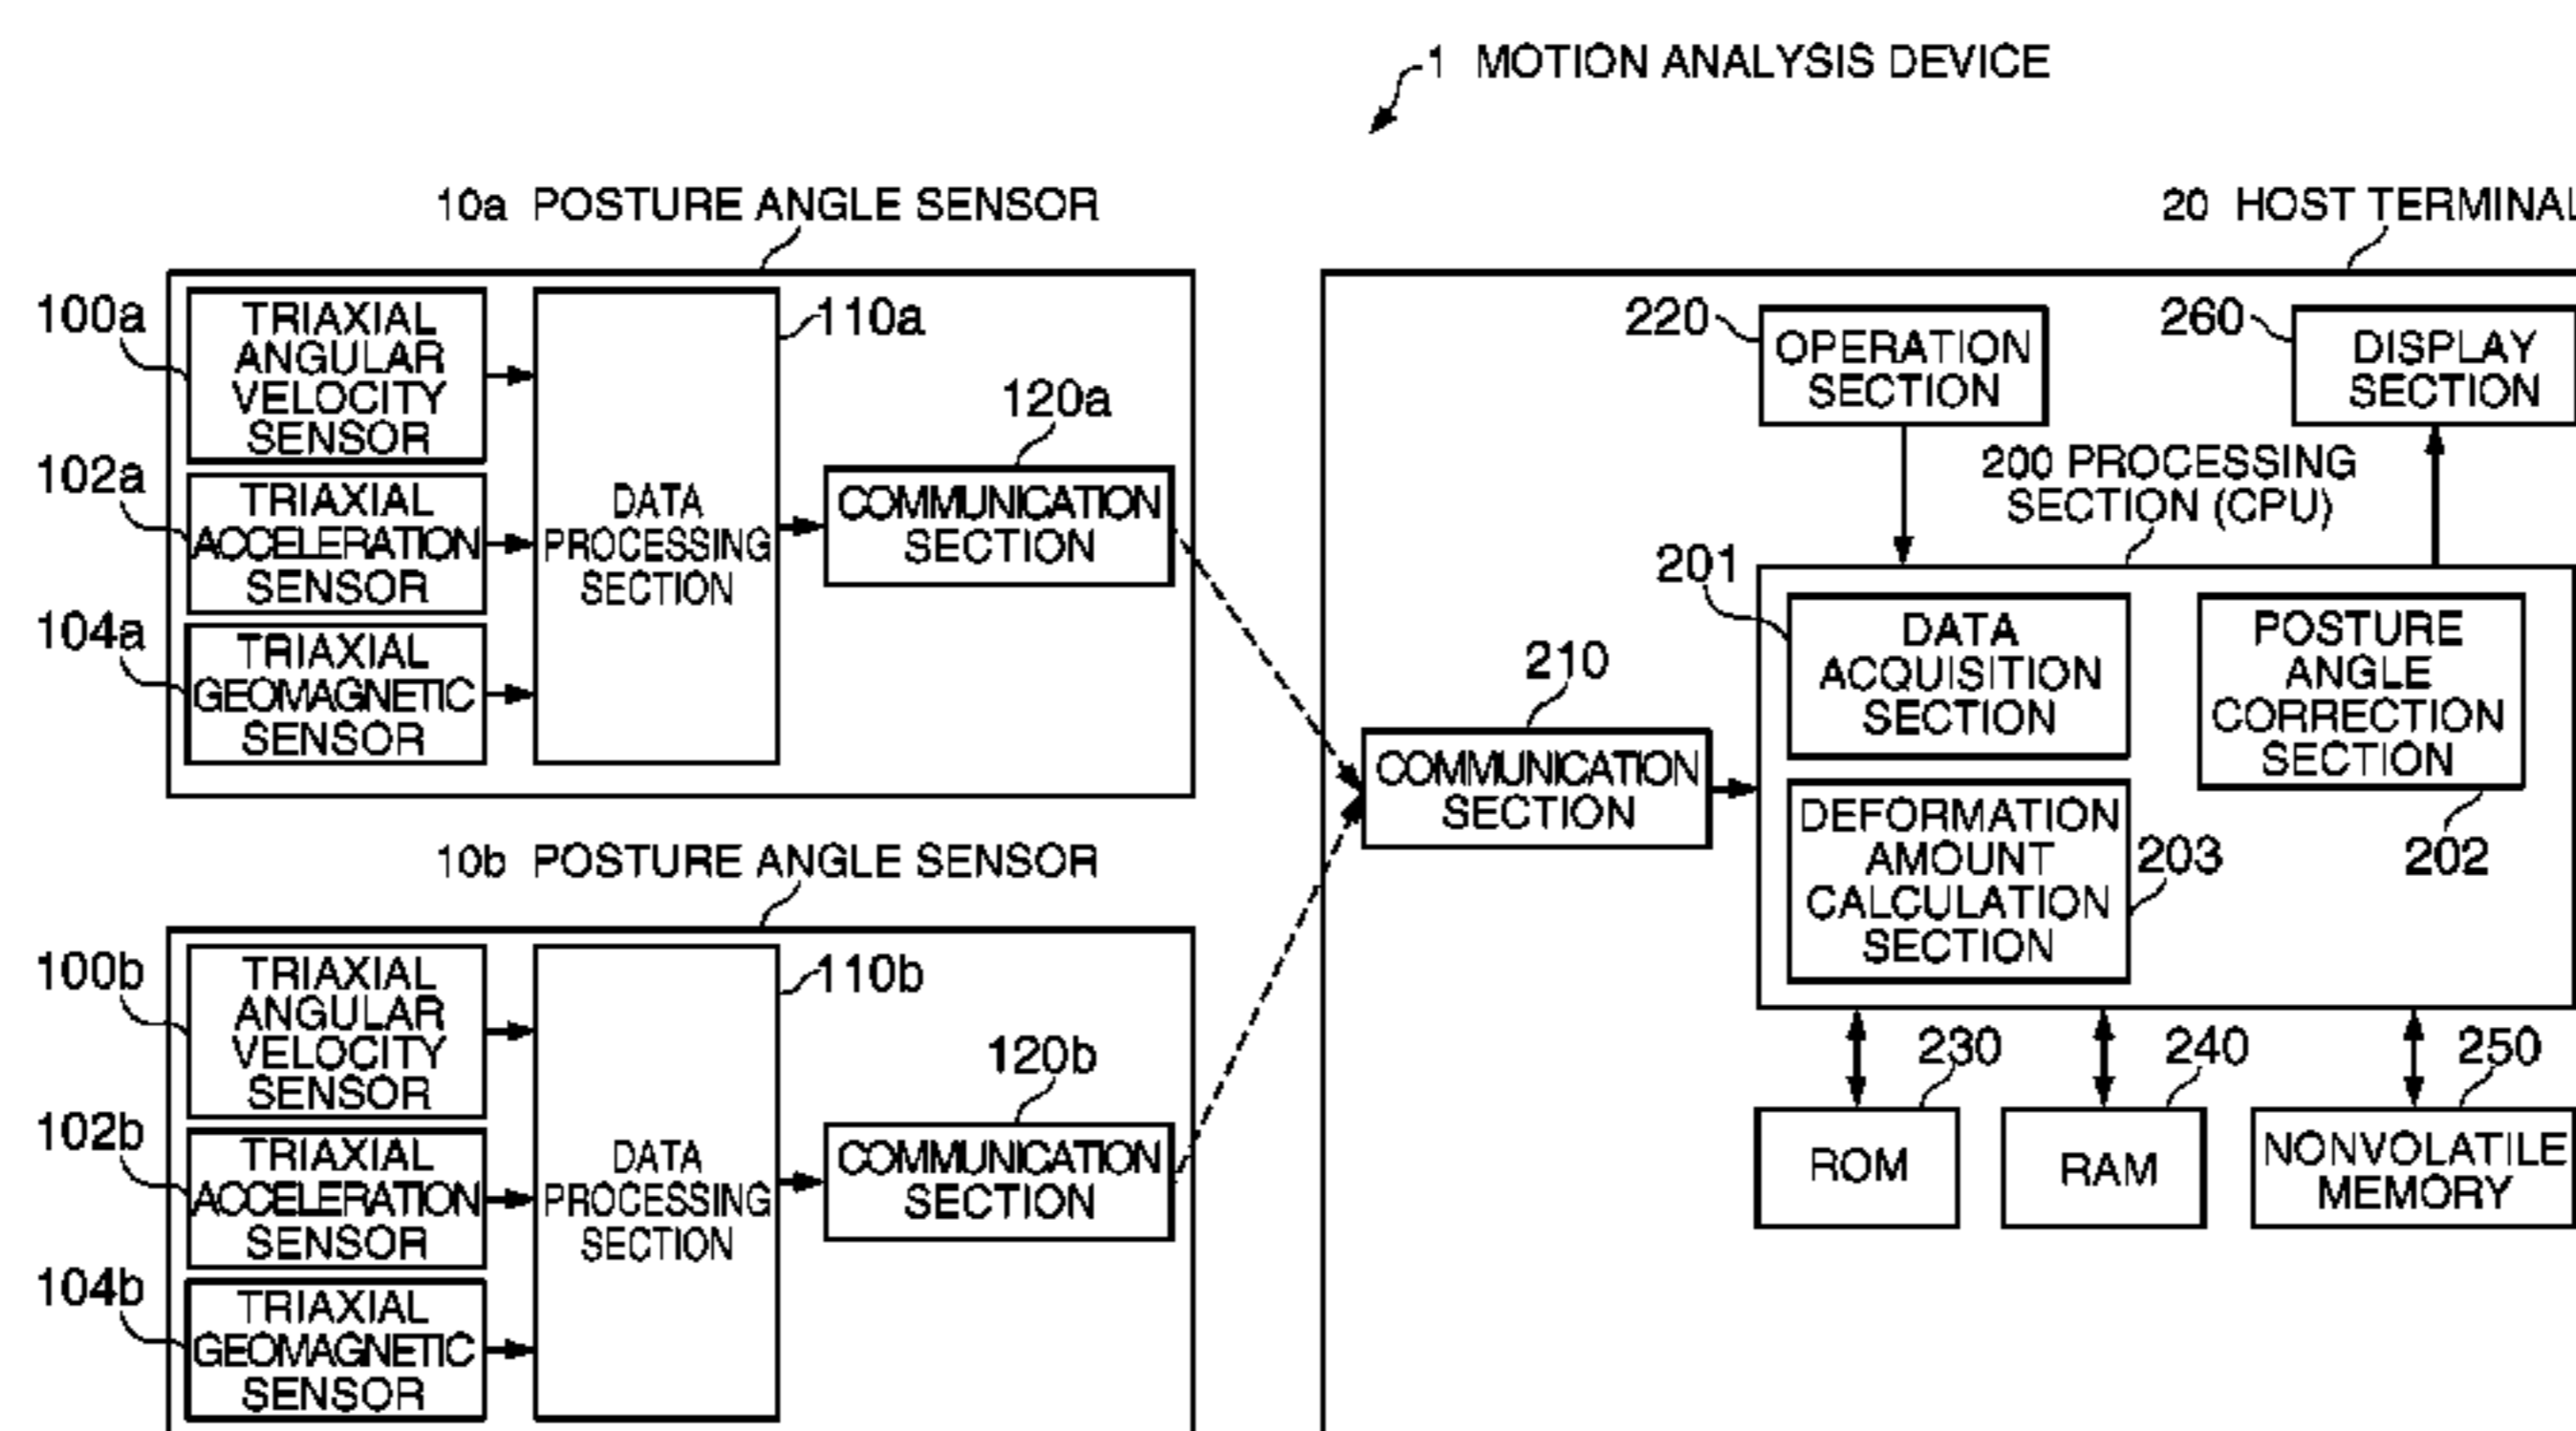 1 MOTION ANALYSIS DEVICE
10a POSTURE ANGLE SENSOR
100a
TRIAXIAL
ANGULAR
VELOCITY
SENSOR
102a
TRIAXIAL
ACCELERATION
SENSOR
104a
TRIAXIAL
GEOMAGNETIC
SENSOR
110a
DATA
PROCESSING
SECTION
120a
COMMUNICATION
SECTION
10b POSTURE ANGLE SENSOR
100b
TRIAXIAL
ANGULAR
VELOCITY
SENSOR
102b
TRIAXIAL
ACCELERATION
SENSOR
104b
TRIAXIAL
GEOMAGNETIC
SENSOR
110b
DATA
PROCESSING
SECTION
120b
COMMUNICATION
SECTION
20 HOST TERMINAL
220
OPERATION
SECTION
260
DISPLAY
SECTION
200 PROCESSING
SECTION (CPU)
210
COMMUNICATION
SECTION
201
DATA
ACQUISITION
SECTION
POSTURE
ANGLE
CORRECTION
SECTION
202
DEFORMATION
AMOUNT
CALCULATION
SECTION
203
230
ROM
240
RAM
250
NONVOLATILE
MEMORY